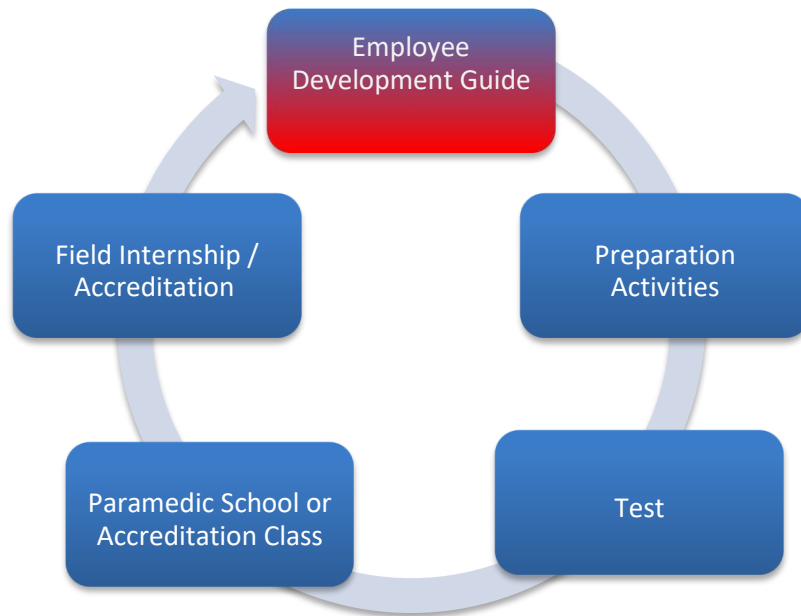 Employee
Development Guide
Preparation
Activities
Test
Paramedic School or
Accreditation Class
Field Internship /
Accreditation